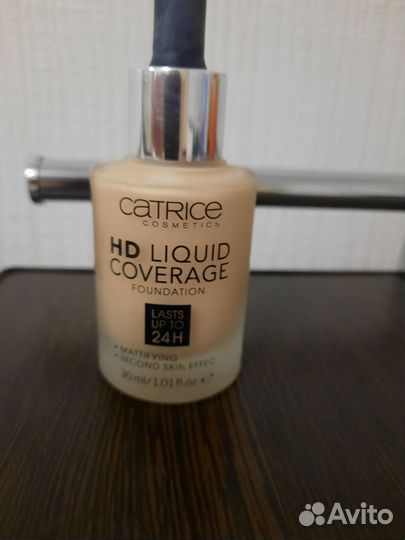 CATRICE
COSMETICS
HD LIQUID
COVERAGE
FOUNDATION
LASTS
UP TO
24H
• MATTIFYING
• SECOND SKIN EFFEC
30 ml/1.01 fl.oz.℮
Avito